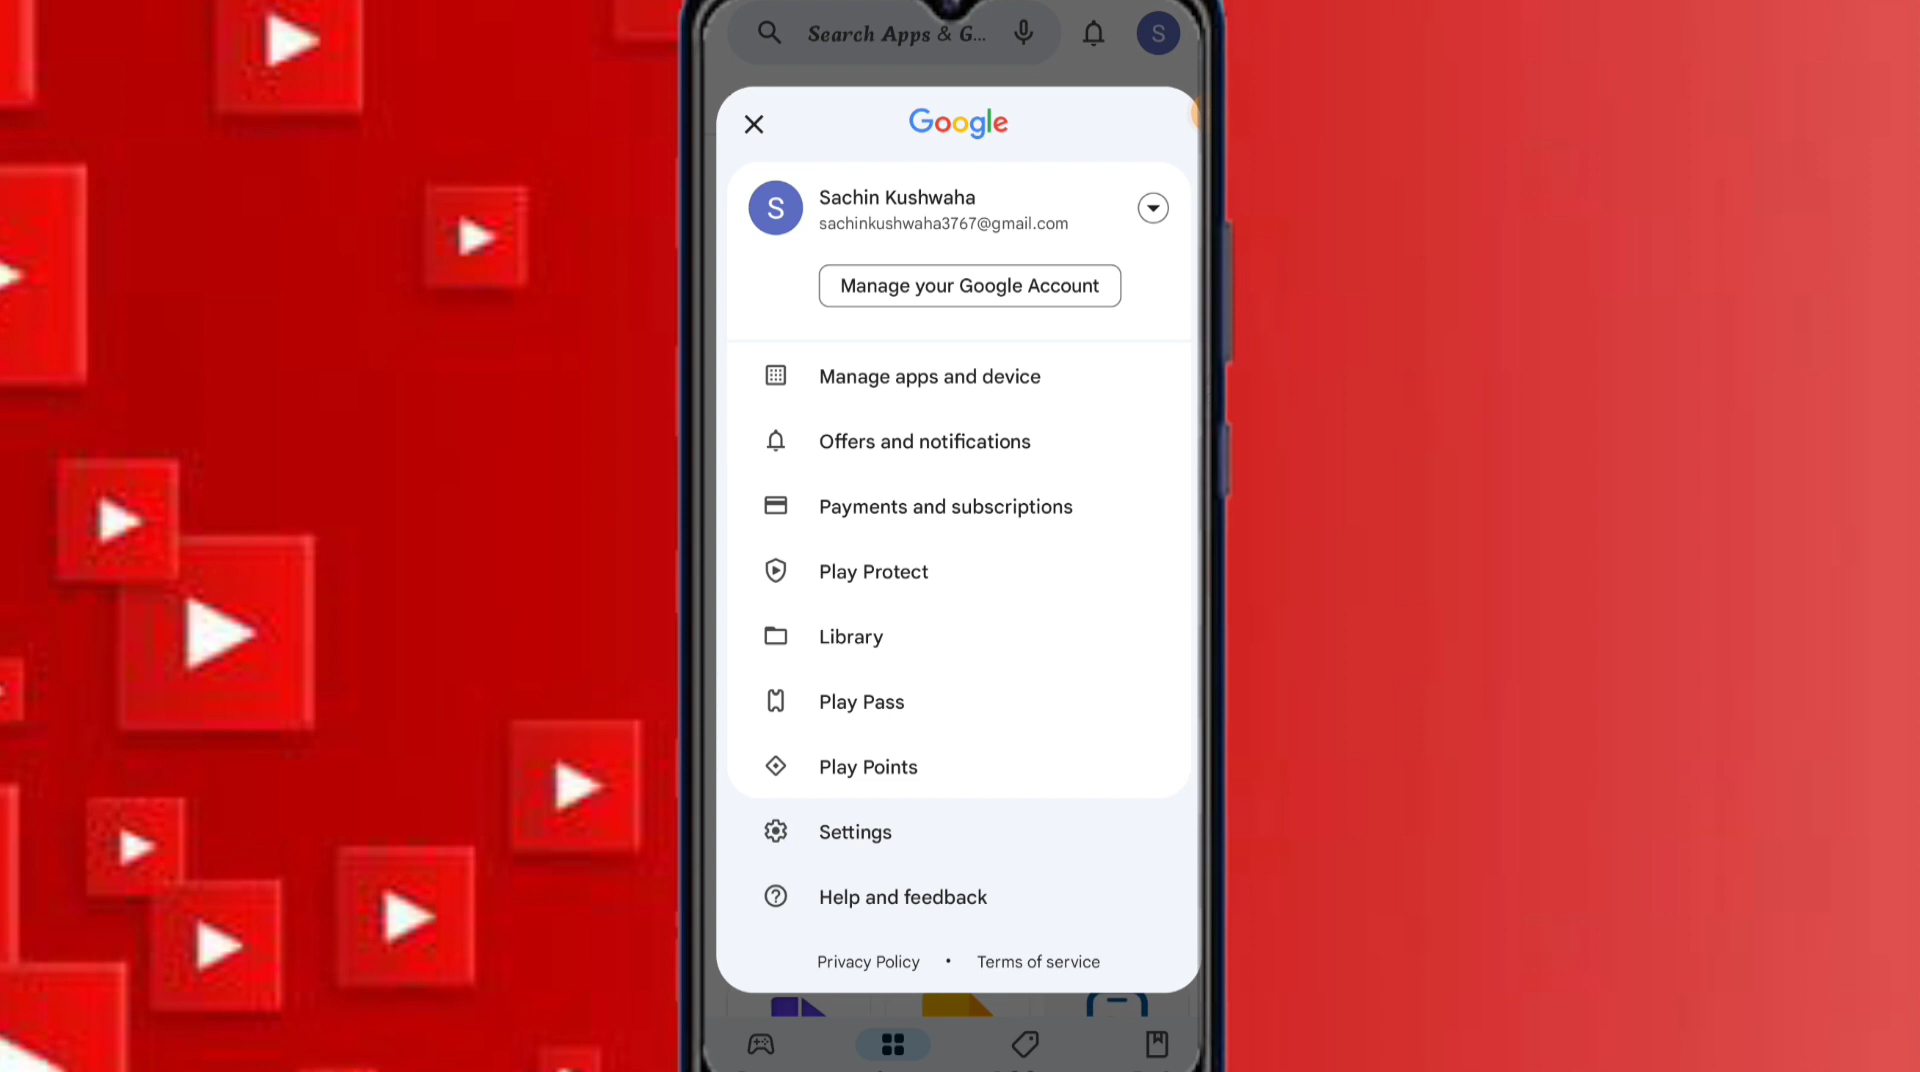 Search Apps & G...
S
Google
S
Sachin Kushwaha
sachinkushwaha3767@gmail.com
Manage your Google Account
Manage apps and device
Offers and notifications
Payments and subscriptions
Play Protect
Library
Play Pass
Play Points
Settings
Help and feedback
Privacy Policy • Terms of service